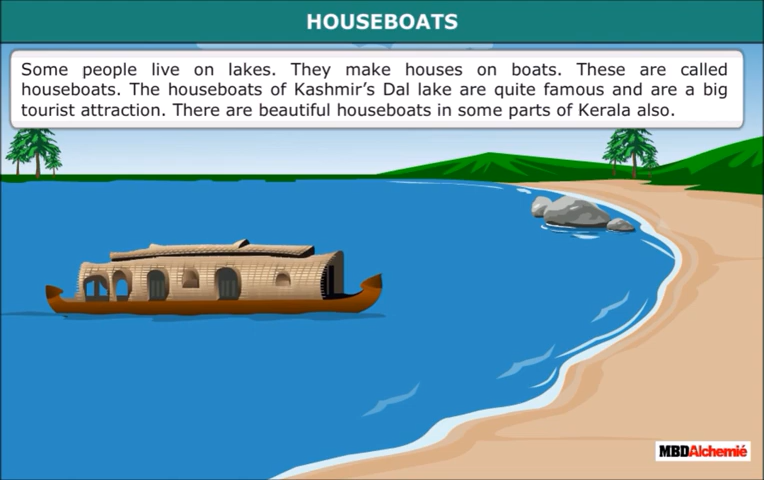 HOUSEBOATS
Some people live on lakes. They make houses on boats. These are called
houseboats. The houseboats of Kashmir’s Dal lake are quite famous and are a big
tourist attraction. There are beautiful houseboats in some parts of Kerala also.
MBDAlchemié